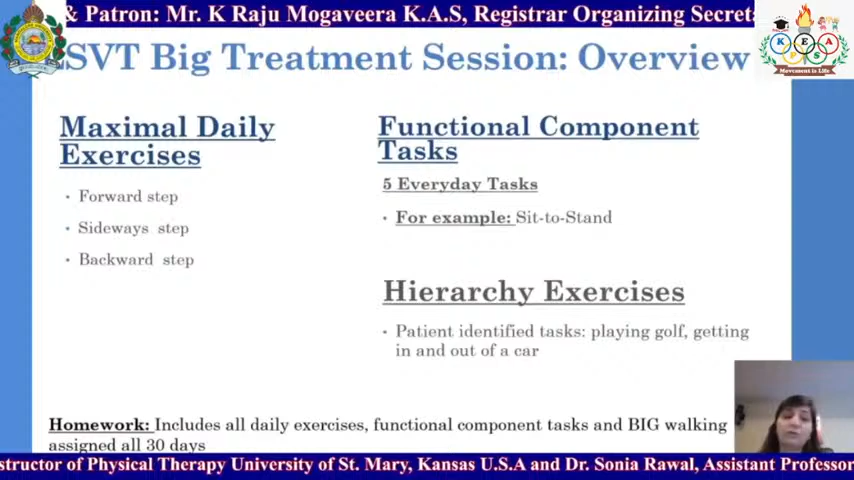 & Patron: Mr. K Raju Mogaveera K.A.S, Registrar Organizing
SVT Big Treatment Session: Overview
K E A
P S
Movement is Life
Maximal Daily
Exercises
• Forward step
• Sideways step
• Backward step
Functional Component
Tasks
5 Everyday Tasks
• For example: Sit-to-Stand
Hierarchy Exercises
• Patient identified tasks: playing golf, getting
in and out of a car
Homework: Includes all daily exercises, functional component tasks and BIG walking
assigned all 30 days
structor of Physical Therapy University of St. Mary, Kansas U.S.A and Dr. Sonia Rawal, Assistant Professor